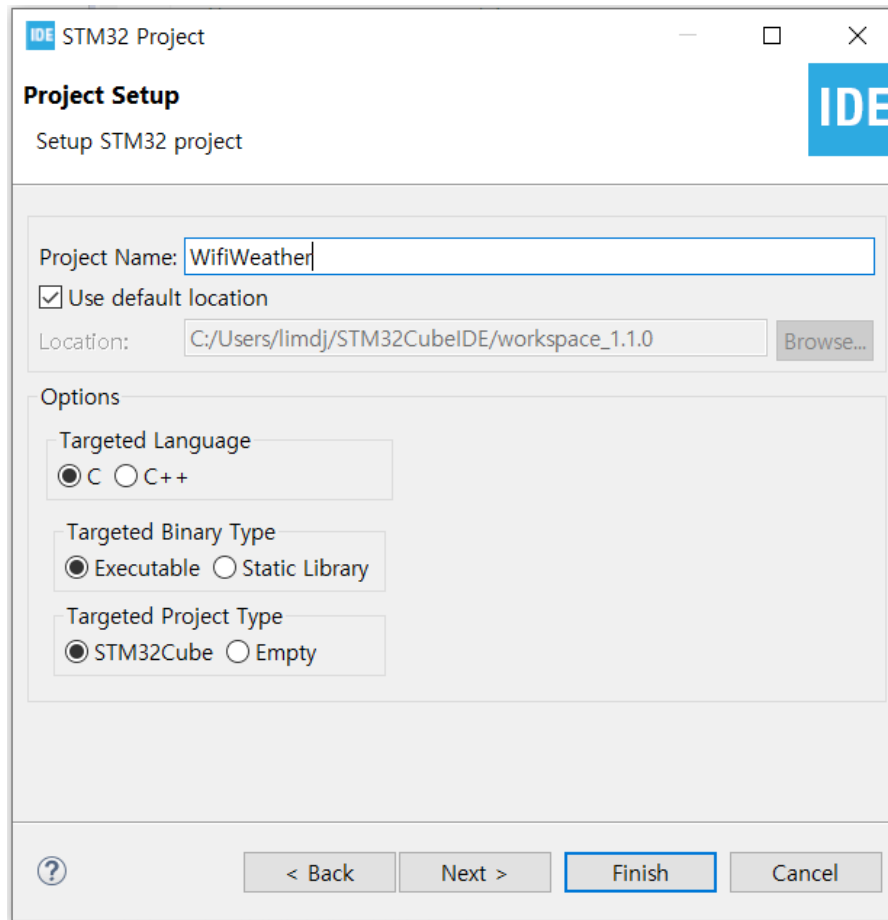 IDE STM32 Project
Project Setup
IDE
Setup STM32 project
Project Name: WifiWeather
Use default location
Location: C:/Users/limdj/STM32CubeIDE/workspace_1.1.0 Browse...
Options
Targeted Language
C C++
Targeted Binary Type
Executable Static Library
Targeted Project Type
STM32Cube Empty
? < Back Next > Finish Cancel